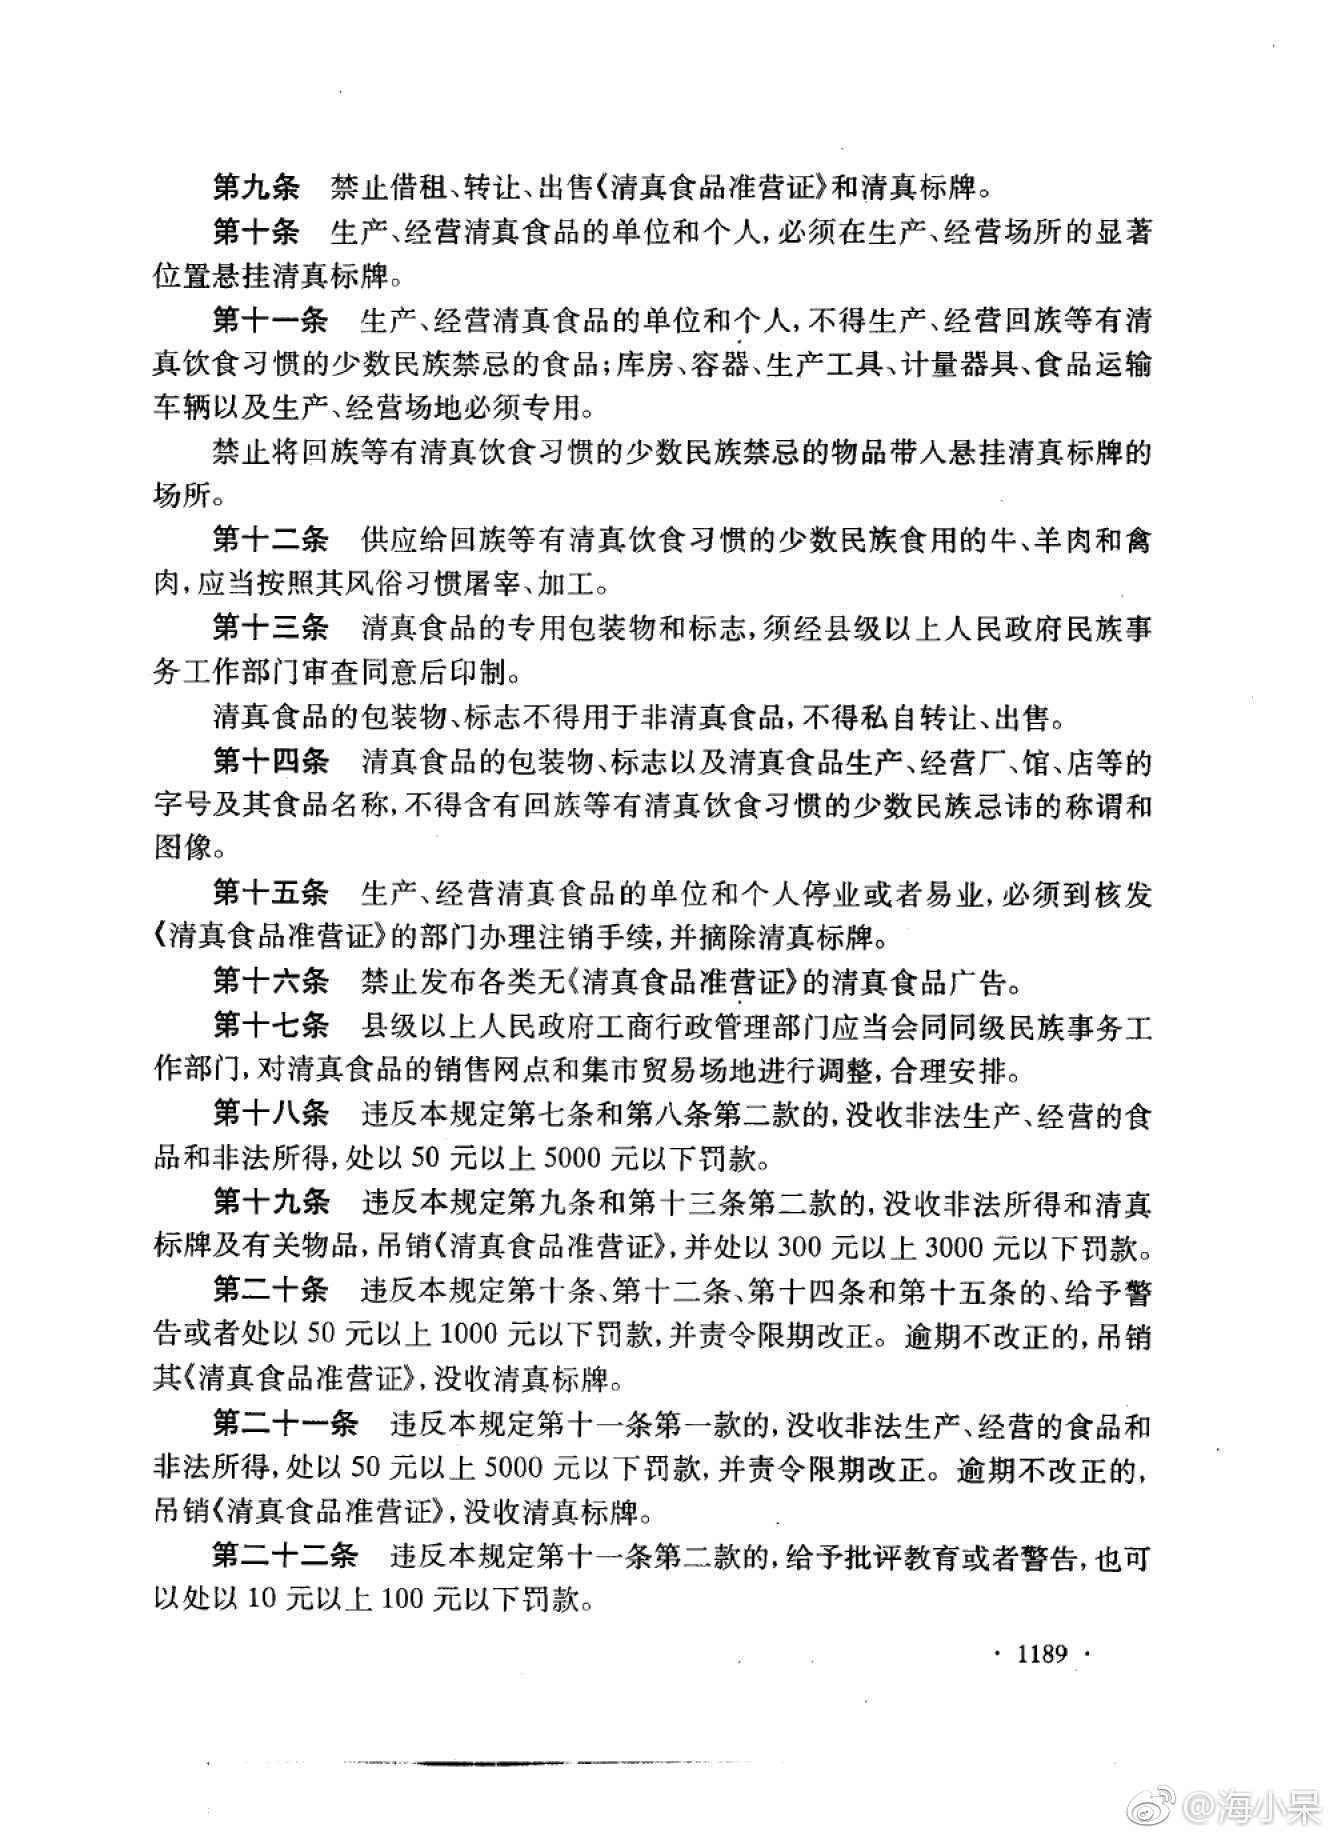 第九条 禁止借租、转让、出售《清真食品准营证》和清真标牌。
第十条 生产、经营清真食品的单位和个人,必须在生产、经营场所的显著
位置悬挂清真标牌。
第十一条 生产、经营清真食品的单位和个人,不得生产、经营回族等有清
真饮食习惯的少数民族禁忌的食品;库房、容器、生产工具、计量器具、食品运输
车辆以及生产、经营场地必须专用。
禁止将回族等有清真饮食习惯的少数民族禁忌的物品带人悬挂清真标牌的
场所。
第十二条 供应给回族等有清真饮食习惯的少数民族食用的牛、羊肉和禽
肉,应当按照其风俗习惯屠宰、加工。
第十三条 清真食品的专用包装物和标志,须经县级以上人民政府民族事
务工作部门审查同意后印制。
清真食品的包装物、标志不得用于非清真食品,不得私自转让、出售。
第十四条 清真食品的包装物、标志以及清真食品生产、经营厂、馆、店等的
字号及其食品名称,不得含有回族等有清真饮食习惯的少数民族忌讳的称谓和
图像。
第十五条 生产、经营清真食品的单位和个人停业或者易业,必须到核发
《清真食品准营证》的部门办理注销手续,并摘除清真标牌。
第十六条 禁止发布各类无《清真食品准营证》的清真食品广告。
第十七条 县级以上人民政府工商行政管理部门应当会同同级民族事务工
作部门,对清真食品的销售网点和集市贸易场地进行调整,合理安排。
第十八条 违反本规定第七条和第八条第二款的,没收非法生产、经营的食
品和非法所得,处以 50 元以上 5000 元以下罚款。
第十九条 违反本规定第九条和第十三条第二款的,没收非法所得和清真
标牌及有关物品,吊销《清真食品准营证》,并处以 300 元以上 3000 元以下罚款。
第二十条 违反本规定第十条、第十二条、第十四条和第十五条的、给予警
告或者处以 50 元以上 1000 元以下罚款,并责令限期改正。逾期不改正的,吊销
其《清真食品准营证》,没收清真标牌。
第二十一条 违反本规定第十一条第一款的,没收非法生产、经营的食品和
非法所得,处以 50 元以上 5000 元以下罚款,并责令限期改正。逾期不改正的,
吊销《清真食品准营证》,没收清真标牌。
第二十二条 违反本规定第十一条第二款的,给予批评教育或者警告,也可
以处以 10 元以上 100 元以下罚款。
· 1189 ·
@海小呆